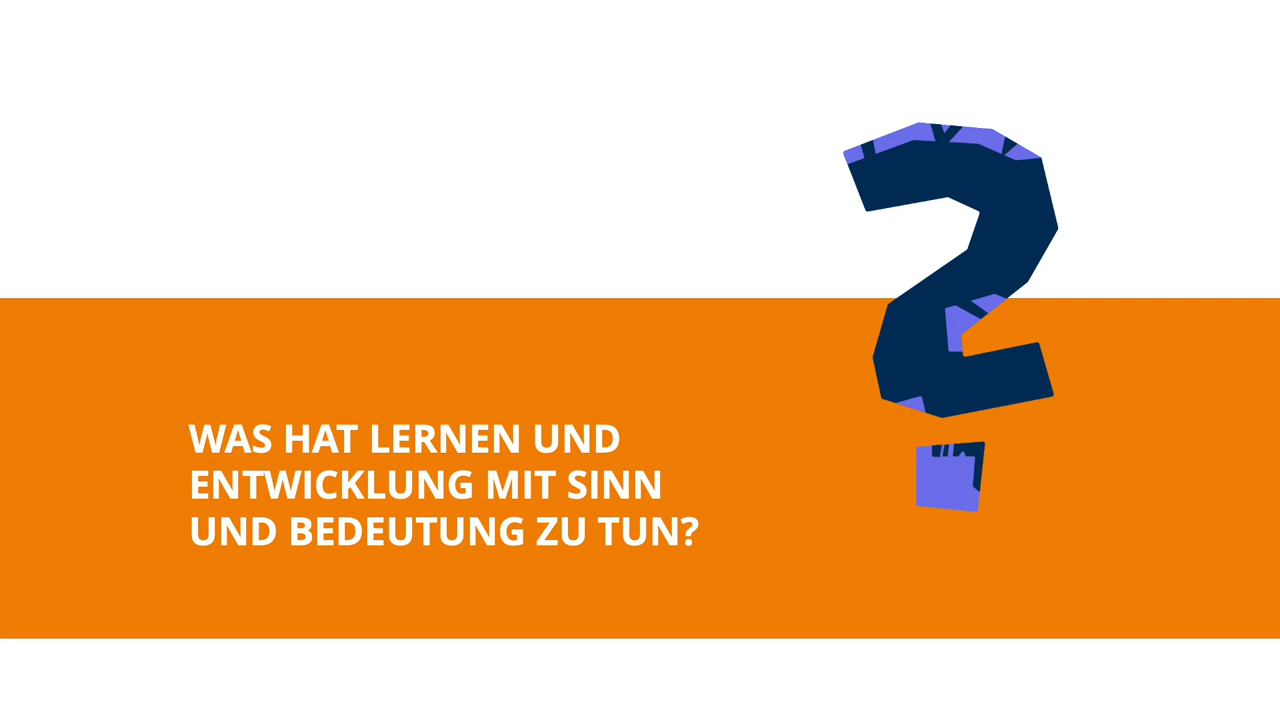 WAS HAT LERNEN UND
ENTWICKLUNG MIT SINN
UND BEDEUTUNG ZU TUN?
?